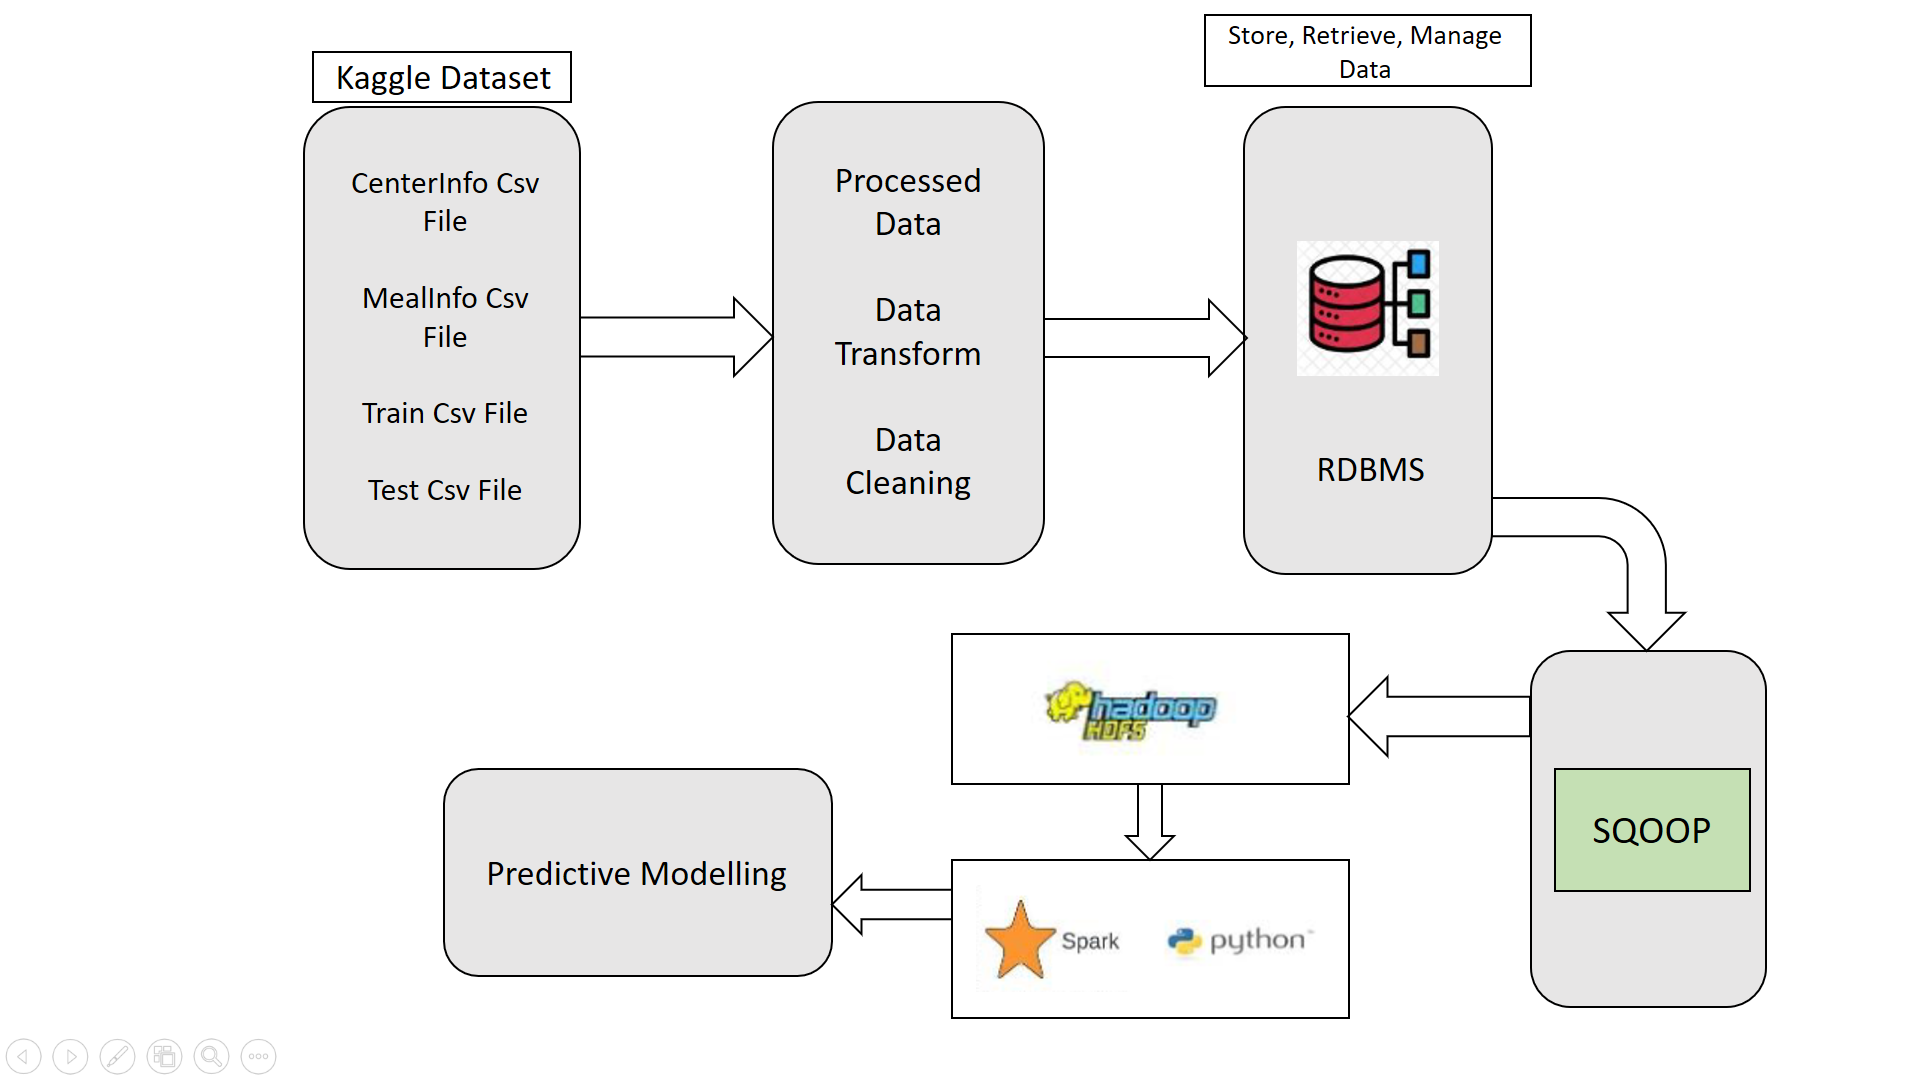 Kaggle Dataset
CenterInfo Csv
File
MealInfo Csv
File
Train Csv File
Test Csv File
Processed
Data
Data
Transform
Data
Cleaning
Store, Retrieve, Manage
Data
RDBMS
SQOOP
hadoop
HDFS
Spark
python™
Predictive Modelling